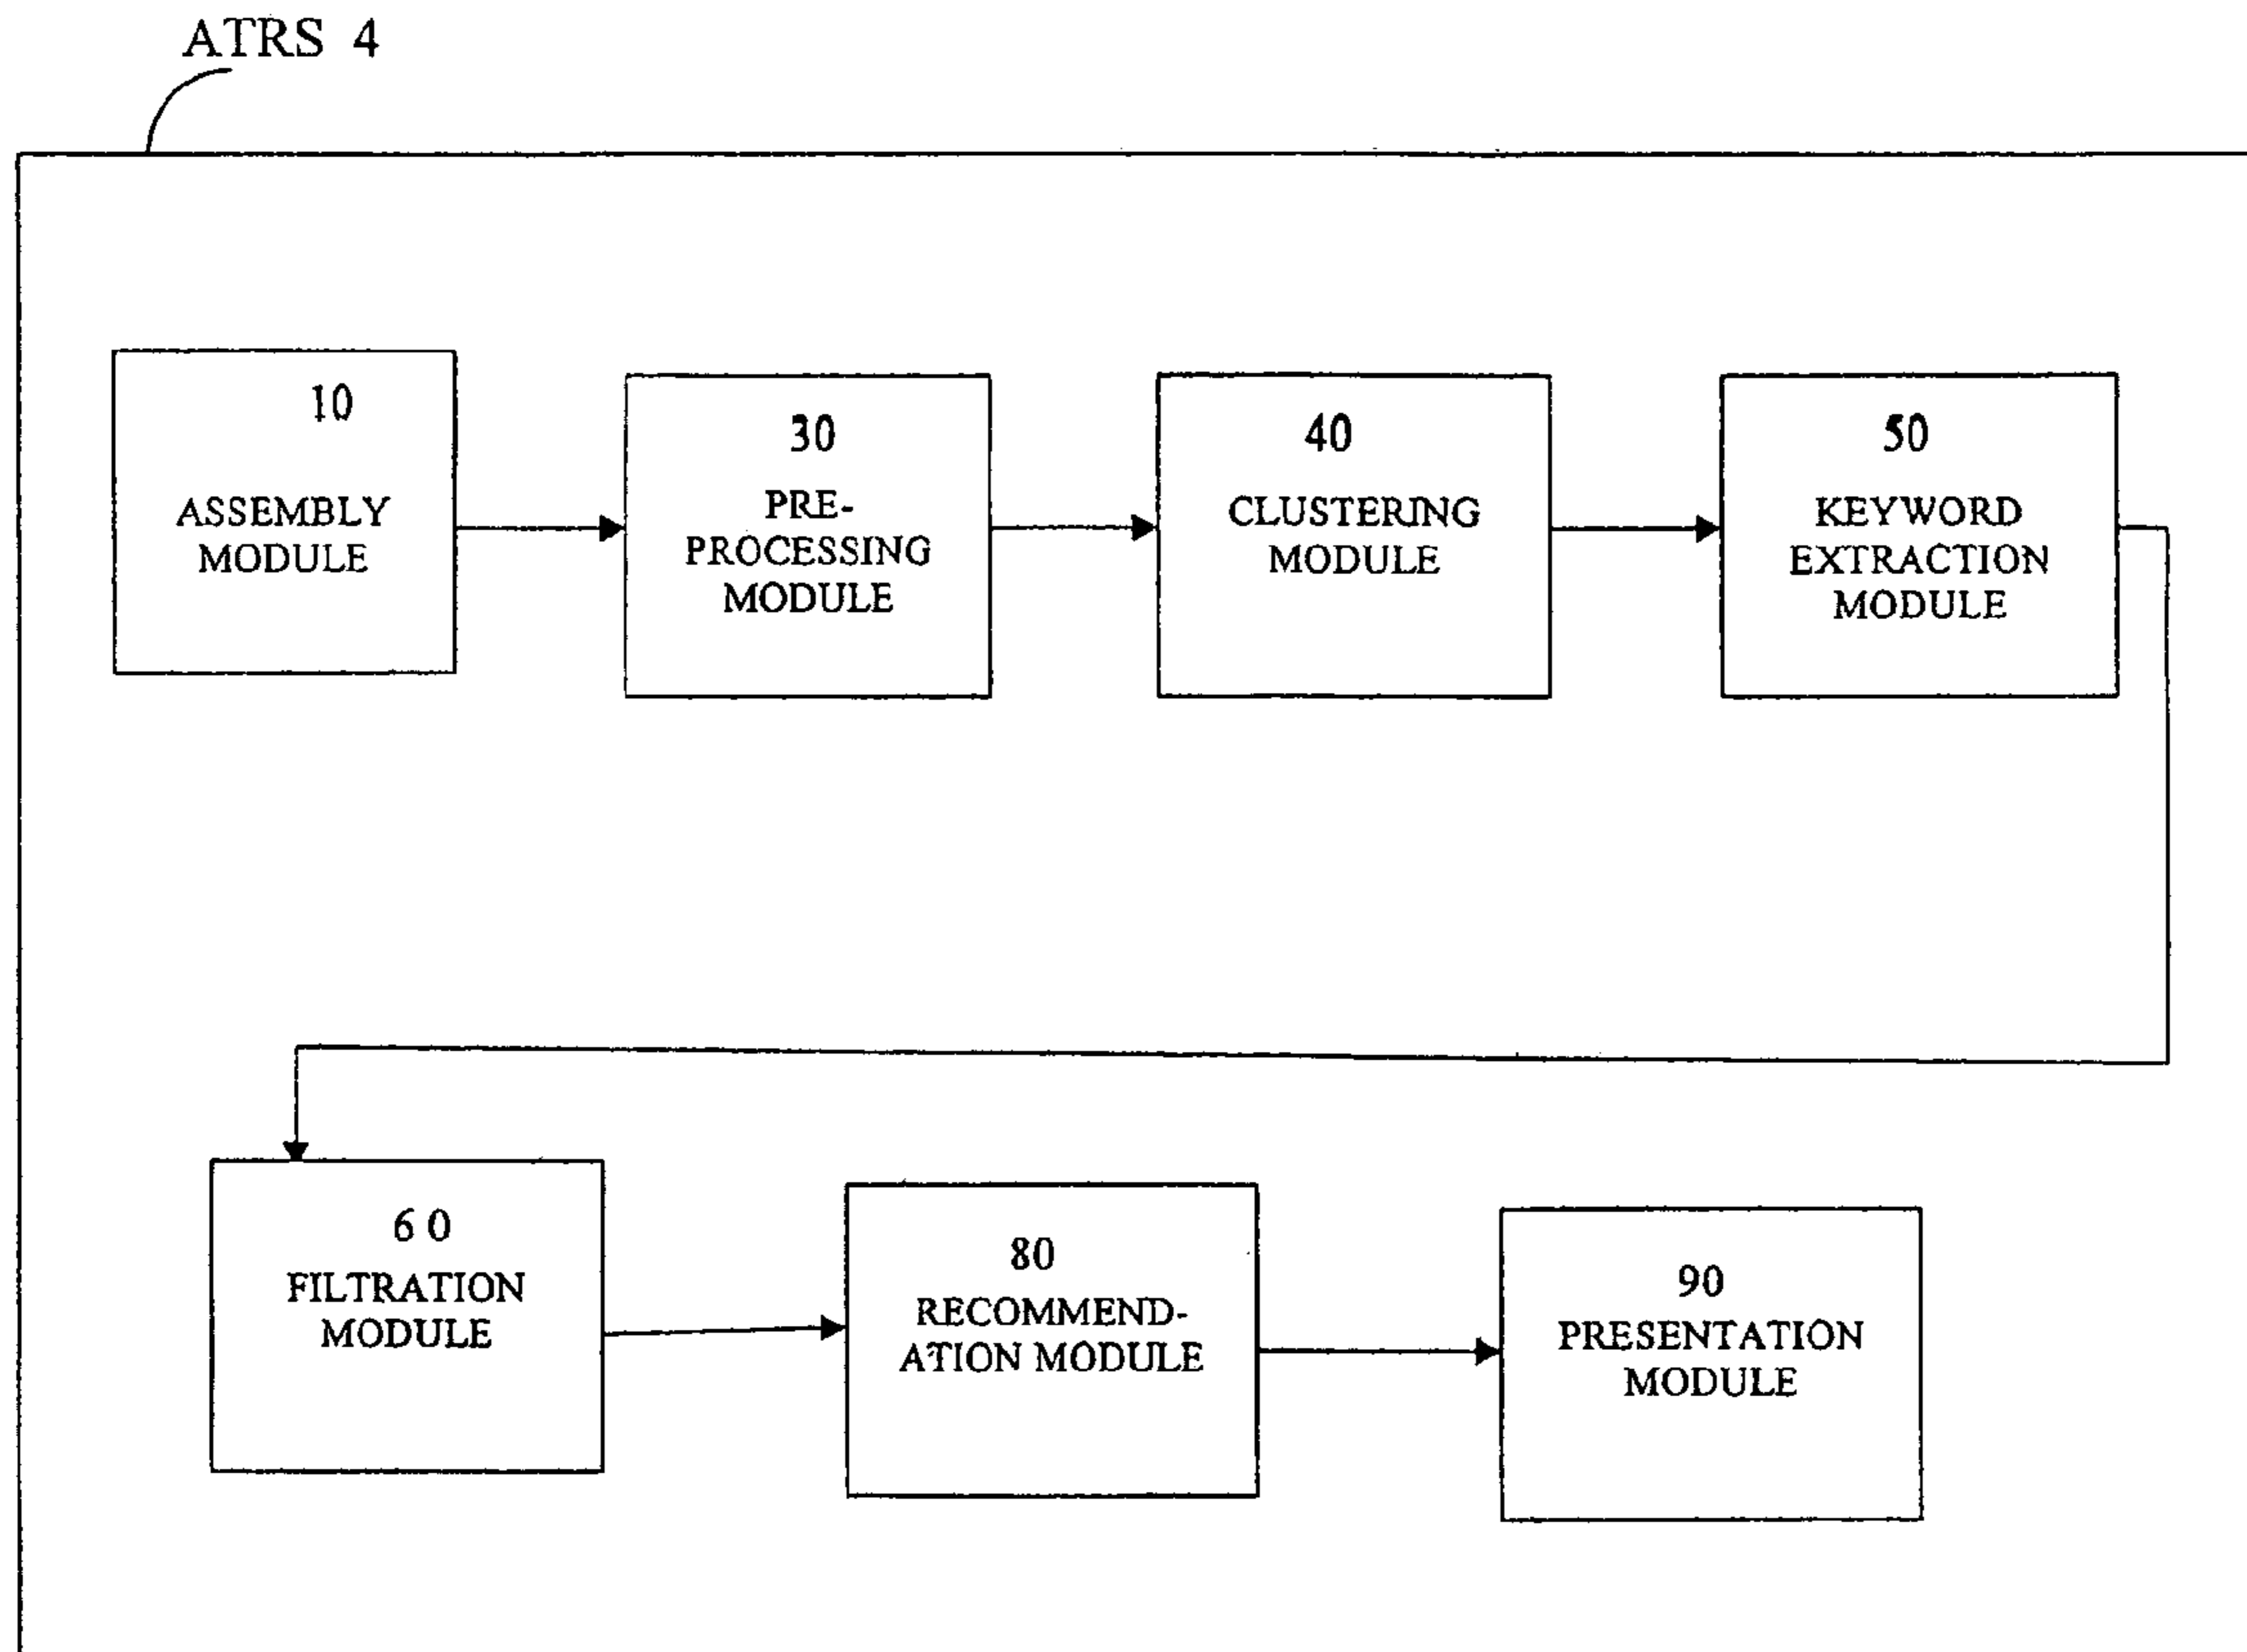 ATRS 4
10
ASSEMBLY
MODULE
30
PRE-
PROCESSING
MODULE
40
CLUSTERING
MODULE
50
KEYWORD
EXTRACTION
MODULE
6 0
FILTRATION
MODULE
80
RECOMMEND-
ATION MODULE
90
PRESENTATION
MODULE